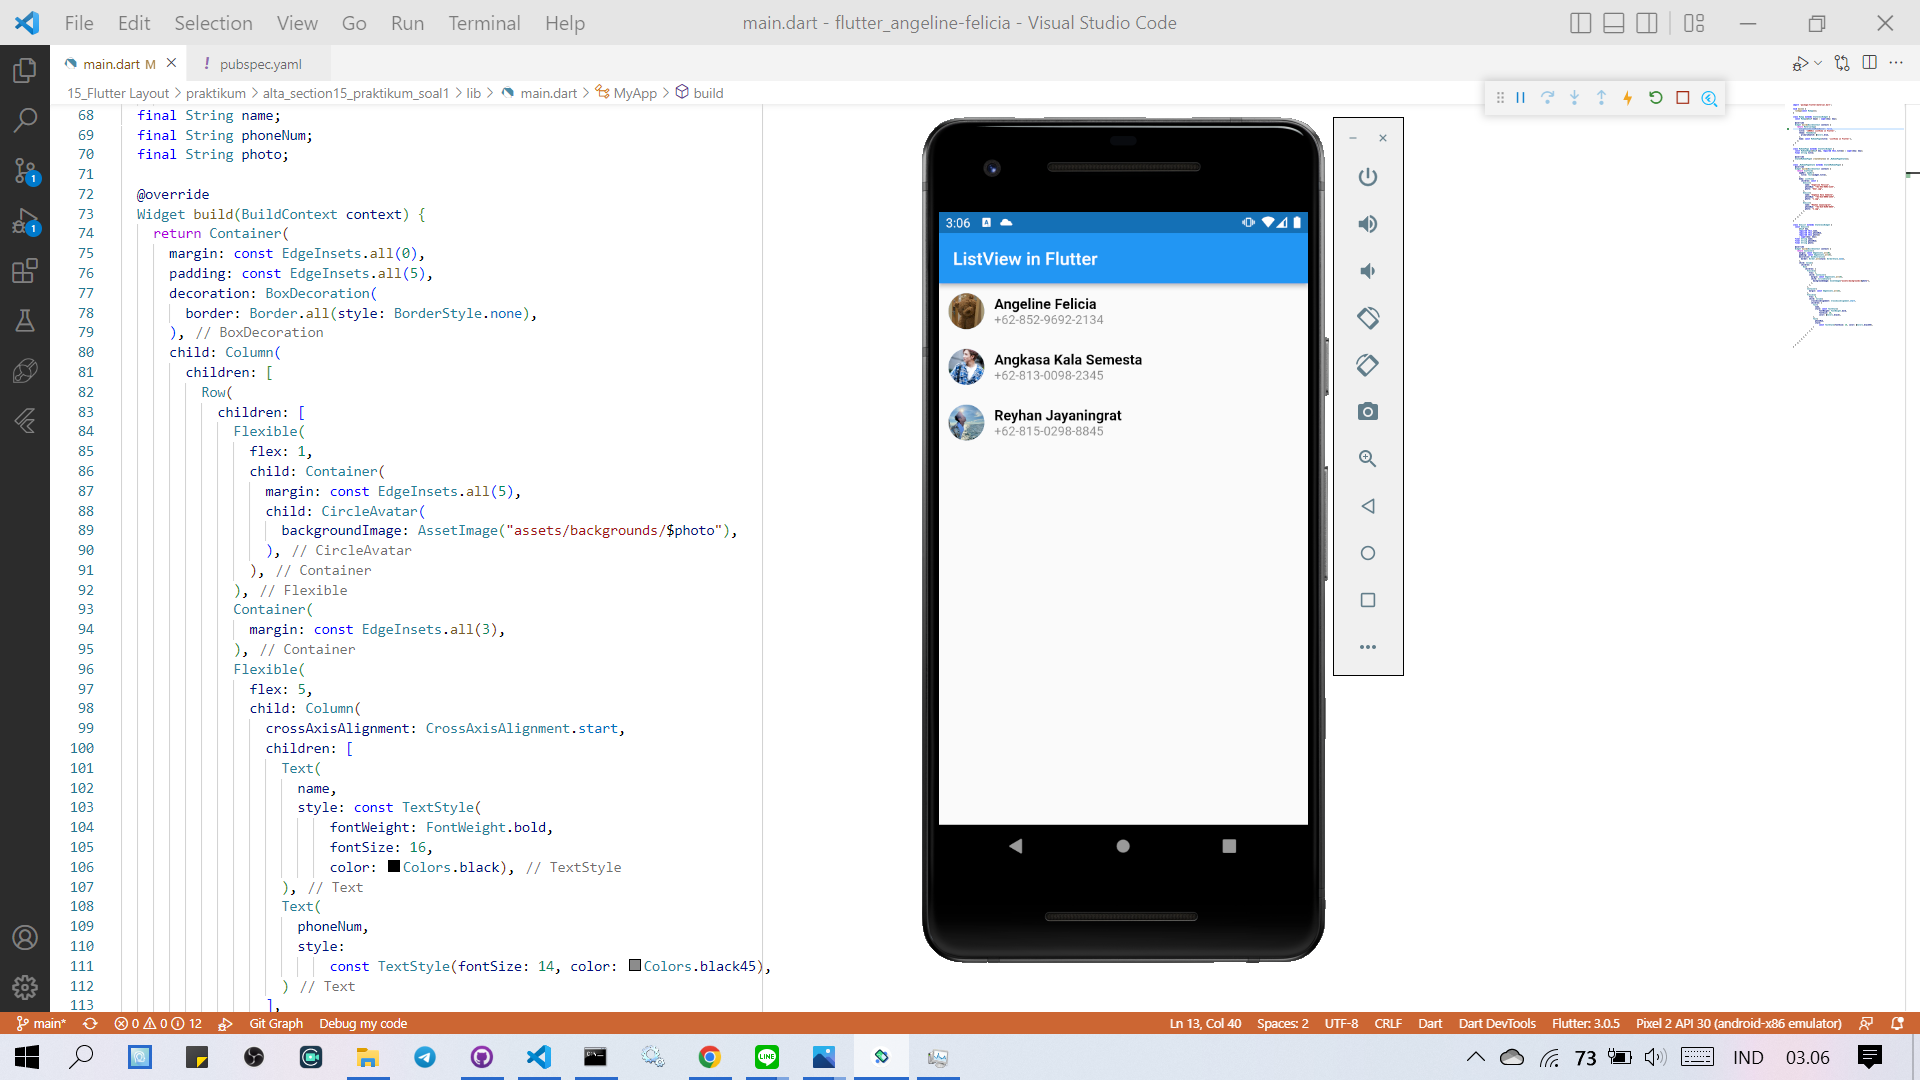 File Edit Selection View Go Run Terminal Help main.dart - flutter_angeline-felicia - Visual Studio Code
main.dart M pubspec.yaml
15_Flutter Layout > praktikum > alta_section15_praktikum_soal1 > lib > main.dart > MyApp > build
68 final String name;
69 final String phoneNum;
70 final String photo;
71
72 @override
73 Widget build(BuildContext context) {
74 return Container(
75 margin: const EdgeInsets.all(0),
76 padding: const EdgeInsets.all(5),
77 decoration: BoxDecoration(
78 border: Border.all(style: BorderStyle.none),
79 ), // BoxDecoration
80 child: Column(
81 children: [
82 Row(
83 children: [
84 Flexible(
85 flex: 1,
86 child: Container(
87 margin: const EdgeInsets.all(5),
88 child: CircleAvatar(
89 backgroundImage: AssetImage("assets/backgrounds/$photo"),
90 ), // CircleAvatar
91 ), // Container
92 ), // Flexible
93 Container(
94 margin: const EdgeInsets.all(3),
95 ), // Container
96 Flexible(
97 flex: 5,
98 child: Column(
99 crossAxisAlignment: CrossAxisAlignment.start,
100 children: [
101 Text(
102 name,
103 style: const TextStyle(
104 fontWeight: FontWeight.bold,
105 fontSize: 16,
106 color: Colors.black), // TextStyle
107 ), // Text
108 Text(
109 phoneNum,
110 style:
111 const TextStyle(fontSize: 14, color: Colors.black45),
112 ) // Text
113 ],
3:06
ListView in Flutter
Angeline Felicia
+62-852-9692-2134
Angkasa Kala Semesta
+62-813-0098-2345
Reyhan Jayaningrat
+62-815-0298-8845
1
1
main* 0 0 12 Git Graph Debug my code Ln 13, Col 40 Spaces: 2 UTF-8 CRLF Dart Dart DevTools Flutter: 3.0.5 Pixel 2 API 30 (android-x86 emulator)
LINE 73 IND 03.06